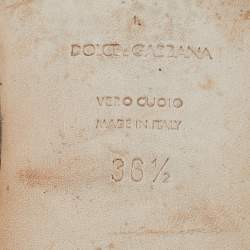 DOLCE & GABBANA
VERO CUOIO
MADE IN ITALY
36½